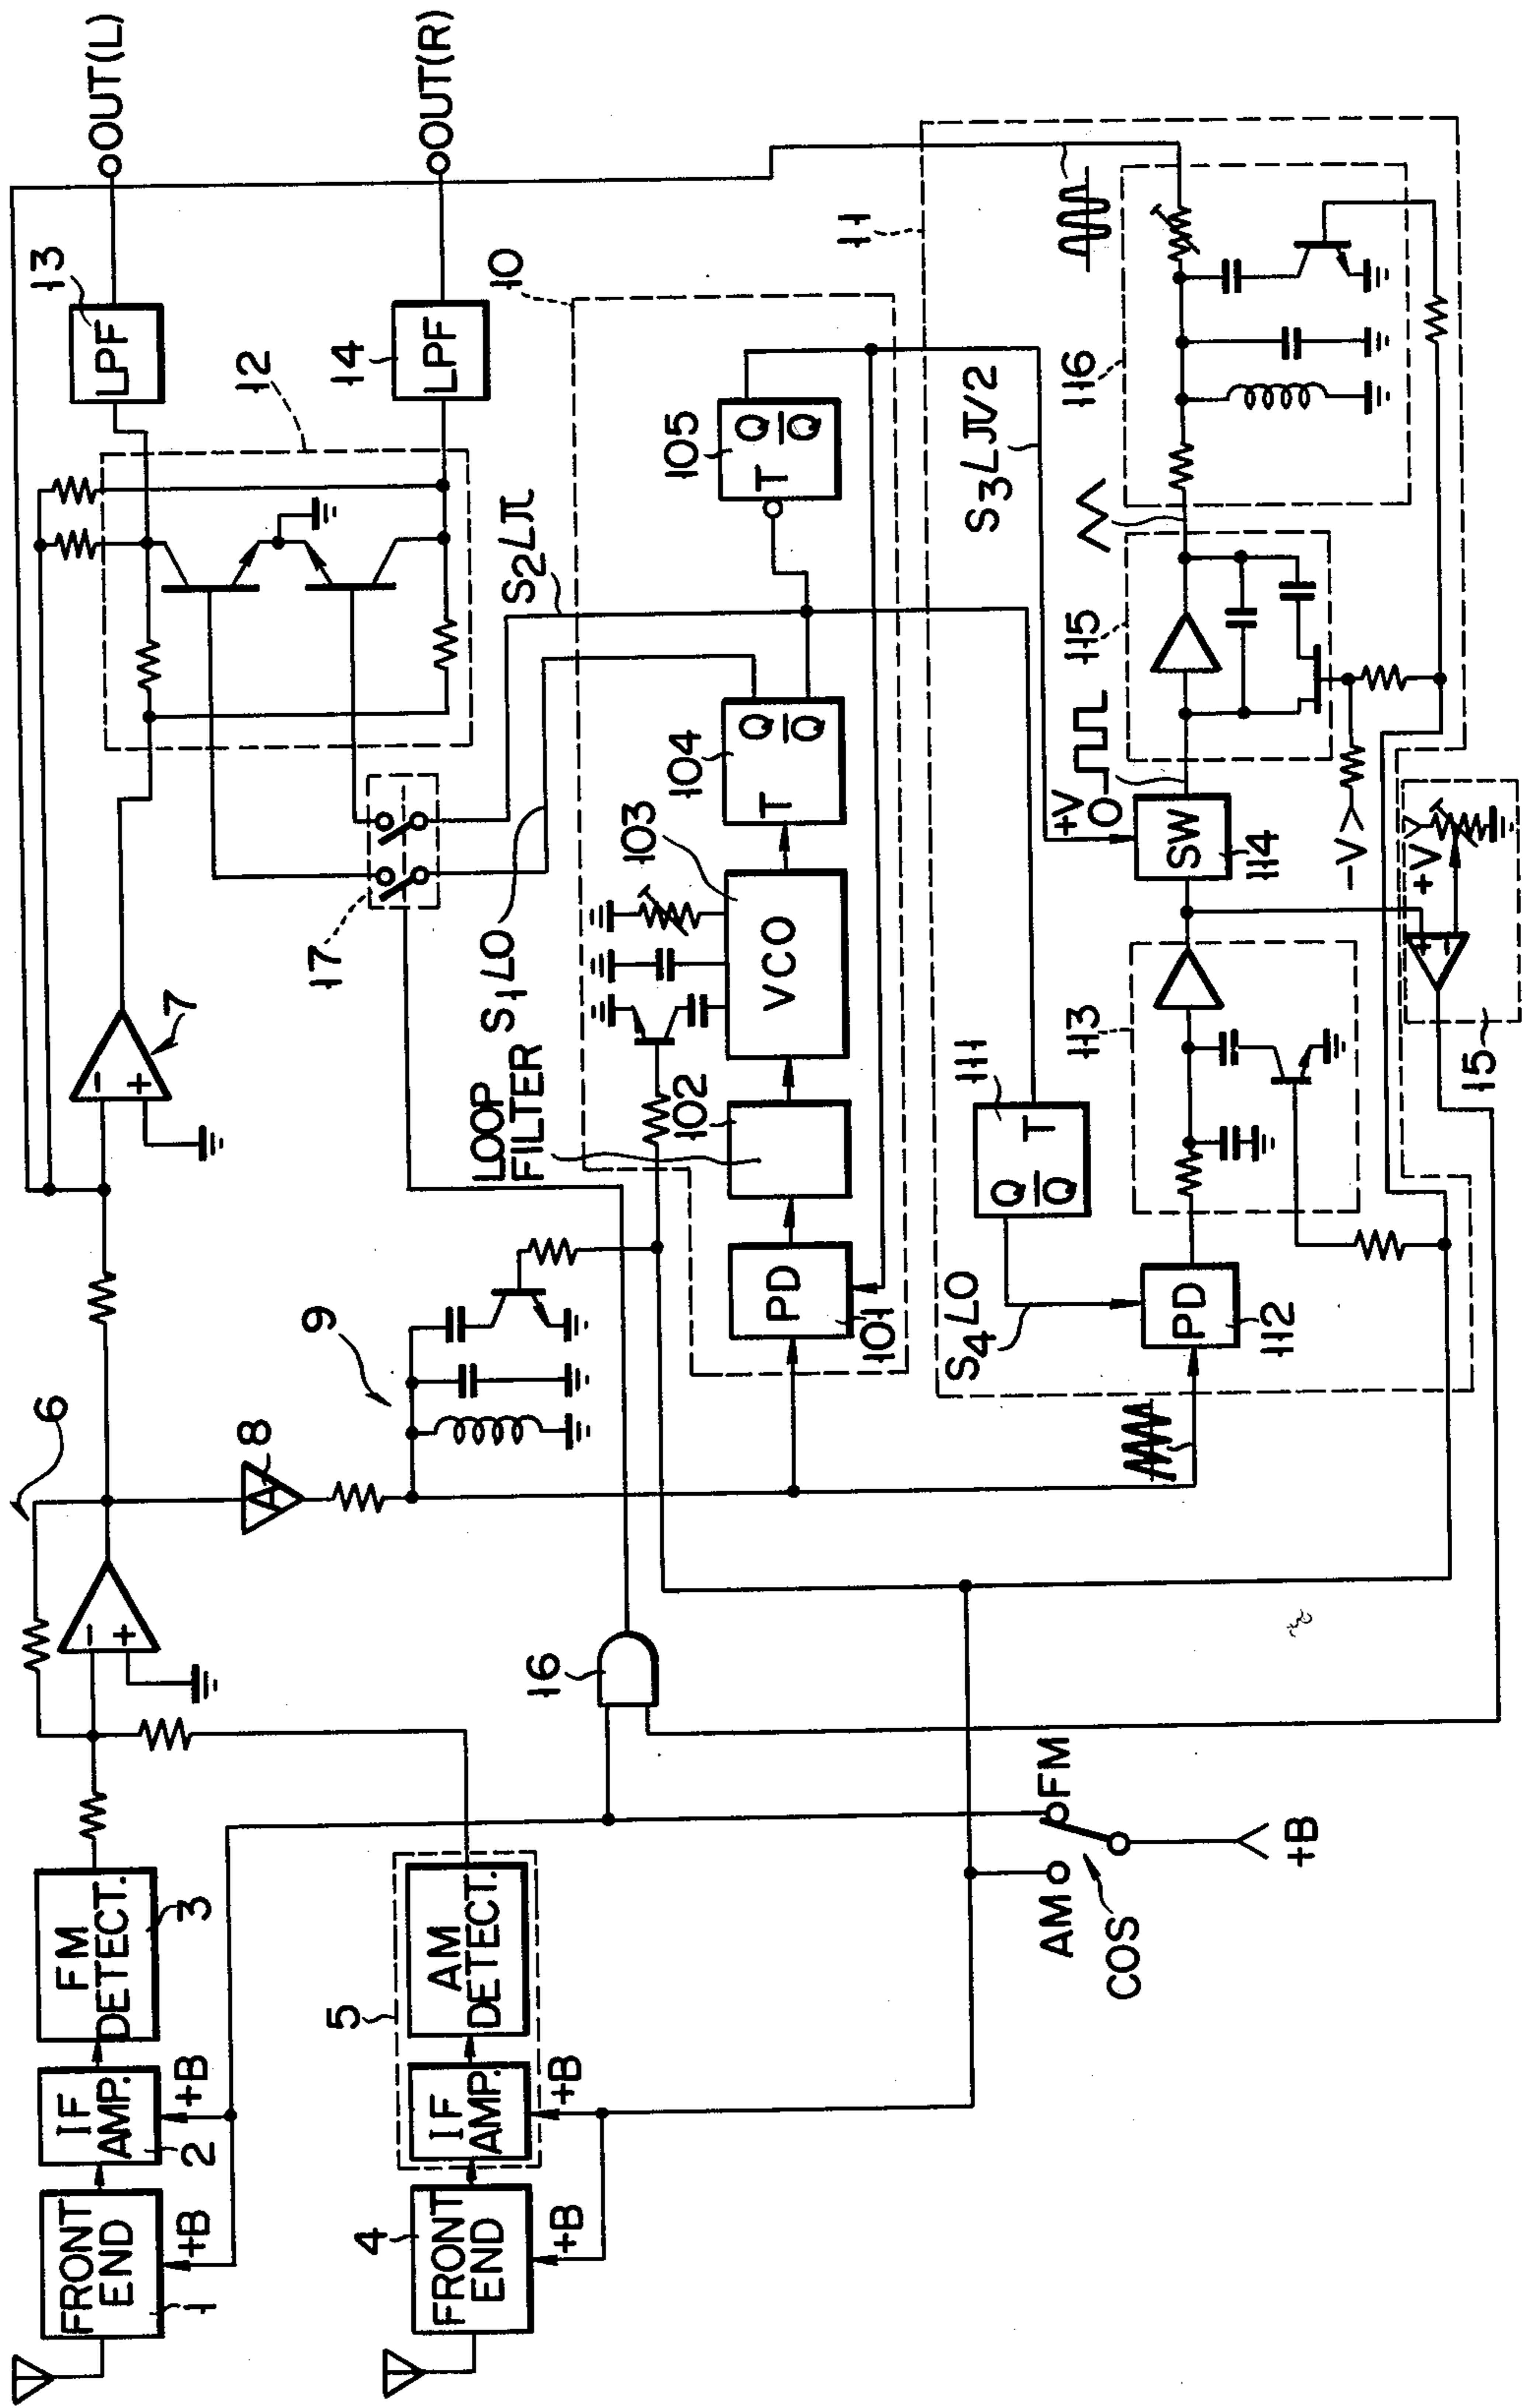 FRONT
END
1
+B
IF
AMP.
2
+B
FM
DETECT.
3
6
−
+
7
−
+
13
LPF
OUT(L)
12
14
LPF
OUT(R)
FRONT
END
4
+B
5
IF
AMP.
+B
AM
DETECT.
A
8
9
17
S2∠π
S1∠0
10
LOOP
FILTER
102
16
PD
101
VCO
103
T
Q
Q
104
T
Q
Q
105
S3∠π/2
11
AM
FM
COS
+B
S4∠0
Q
Q
T
111
PD
112
113
+V
0
SW
114
115
116
−V
+V
+
−
15